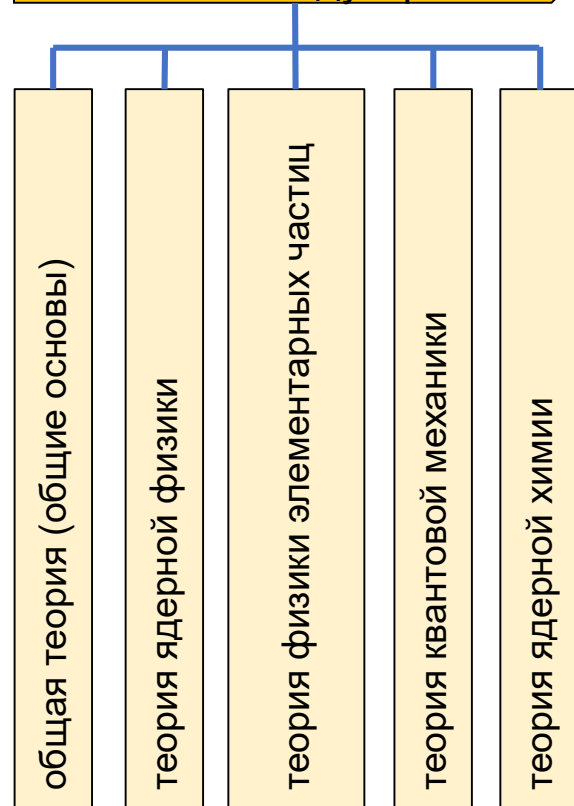 общая теория (общие основы)
теория ядерной физики
теория физики элементарных частиц
теория квантовой механики
теория ядерной химии